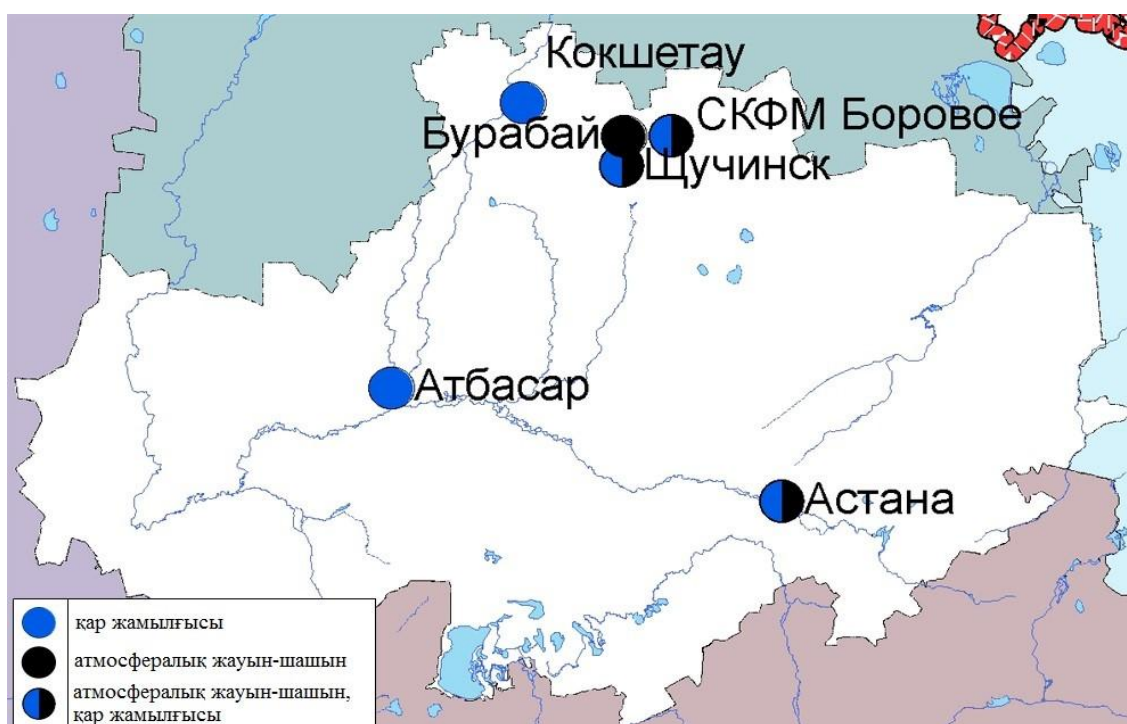 Кокшетау
СКФМ Боровое
Бурабай
Щучинск
Атбасар
Астана
қар жамылғысы
атмосфералық жауын-шашын
атмосфералық жауын-шашын,
қар жамылғысы